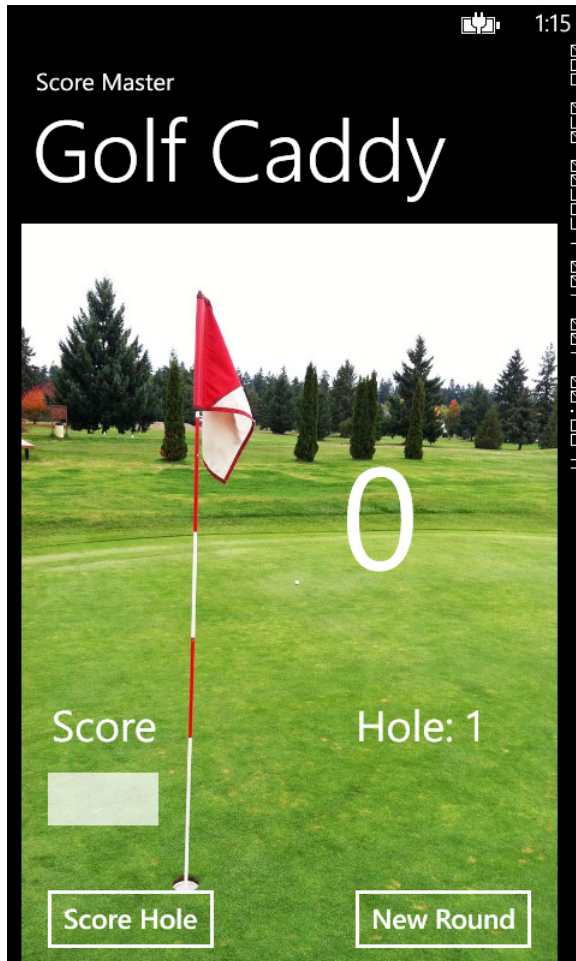 1:15
Score Master
Golf Caddy
0
Score
Hole: 1
Score Hole
New Round